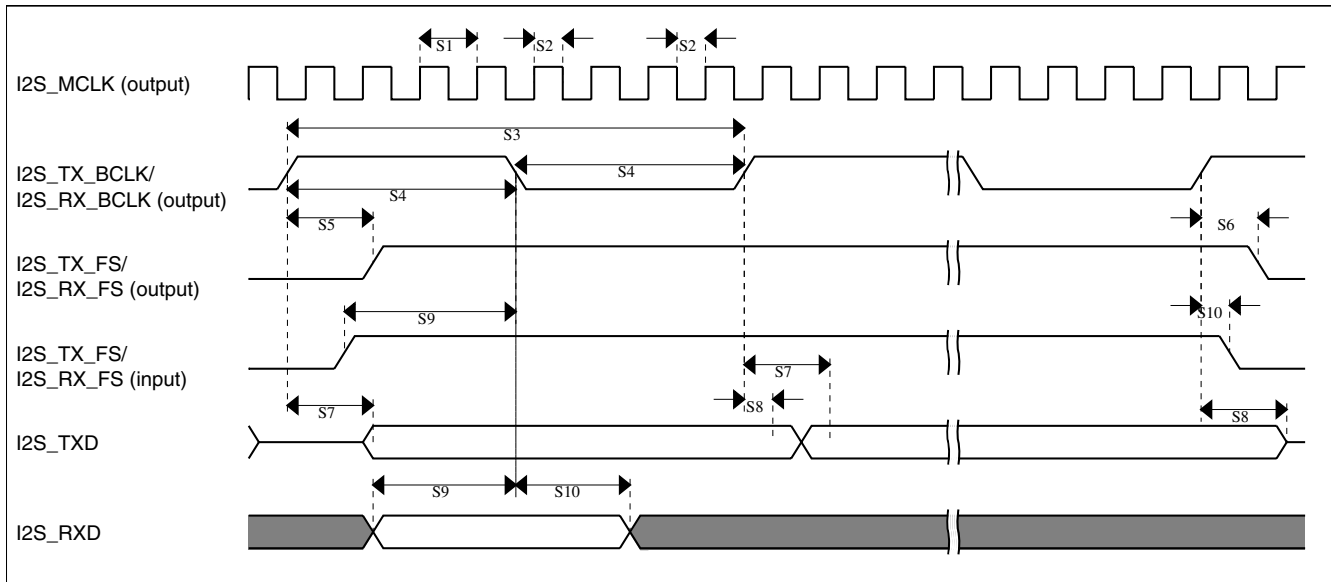 S1
S2
S2
I2S_MCLK (output)
S3
I2S_TX_BCLK/
I2S_RX_BCLK (output)
S4
S4
S5
S6
I2S_TX_FS/
I2S_RX_FS (output)
S9
S10
I2S_TX_FS/
I2S_RX_FS (input)
S7
S7
S8
S8
I2S_TXD
S9
S10
I2S_RXD